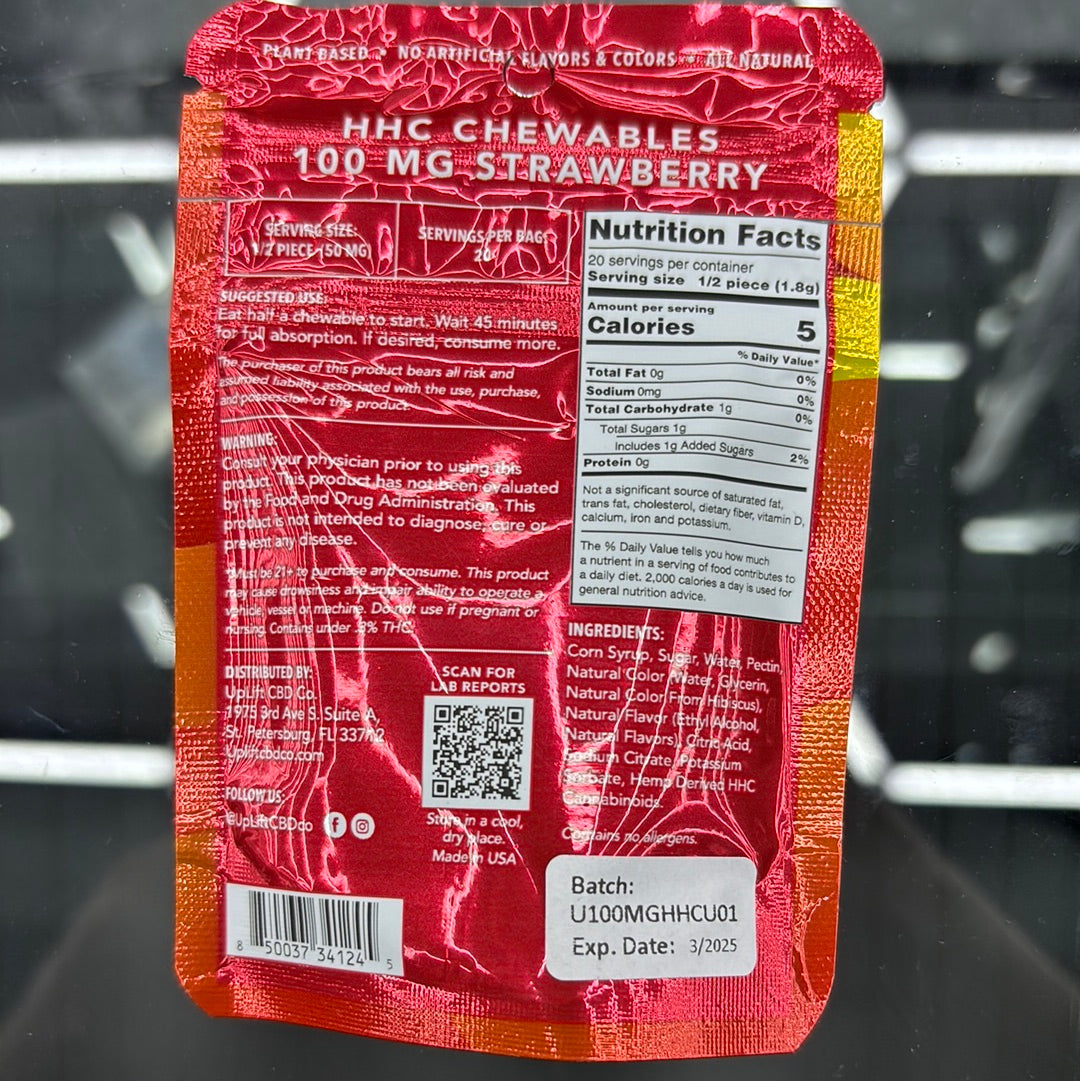 PLANT BASED • NO ARTIFICIAL FLAVORS & COLORS • ALL NATURAL
HHC CHEWABLES
100 MG STRAWBERRY
SERVING SIZE:
1/2 PIECE (50 MG)
SERVINGS PER BAG:
20
SUGGESTED USE:
Eat half a chewable to start. Wait 45 minutes
for full absorption. If desired, consume more.
The purchaser of this product bears all risk and
assumed liability associated with the use, purchase,
and possession of this product.
WARNING:
Consult your physician prior to using this
product. This product has not been evaluated
by the Food and Drug Administration. This
product is not intended to diagnose, cure or
prevent any disease.
*Must be 21+ to purchase and consume. This product
may cause drowsiness and impair ability to operate a
vehicle, vessel or machine. Do not use if pregnant or
nursing. Contains under .3% THC.
DISTRIBUTED BY:
UpLift CBD Co.
1975 3rd Ave S. Suite A,
St. Petersburg, FL 33712
Upliftcbdco.com
FOLLOW US:
@UpLiftCBDco
SCAN FOR
LAB REPORTS
Store in a cool,
dry place.
Made in USA
8 50037 34124 5
Nutrition Facts
20 servings per container
Serving size 1/2 piece (1.8g)
Amount per serving
Calories 5
% Daily Value*
Total Fat 0g 0%
Sodium 0mg 0%
Total Carbohydrate 1g 0%
Total Sugars 1g
Includes 1g Added Sugars 2%
Protein 0g
Not a significant source of saturated fat,
trans fat, cholesterol, dietary fiber, vitamin D,
calcium, iron and potassium.
The % Daily Value tells you how much
a nutrient in a serving of food contributes to
a daily diet. 2,000 calories a day is used for
general nutrition advice.
INGREDIENTS:
Corn Syrup, Sugar, Water, Pectin,
Natural Color (Water, Glycerin,
Natural Color From Hibiscus),
Natural Flavor (Ethyl Alcohol,
Natural Flavors), Citric Acid,
Sodium Citrate, Potassium
Sorbate, Hemp Derived HHC
Cannabinoids.
Contains no allergens.
Batch:
U100MGHHCU01
Exp. Date: 3/2025